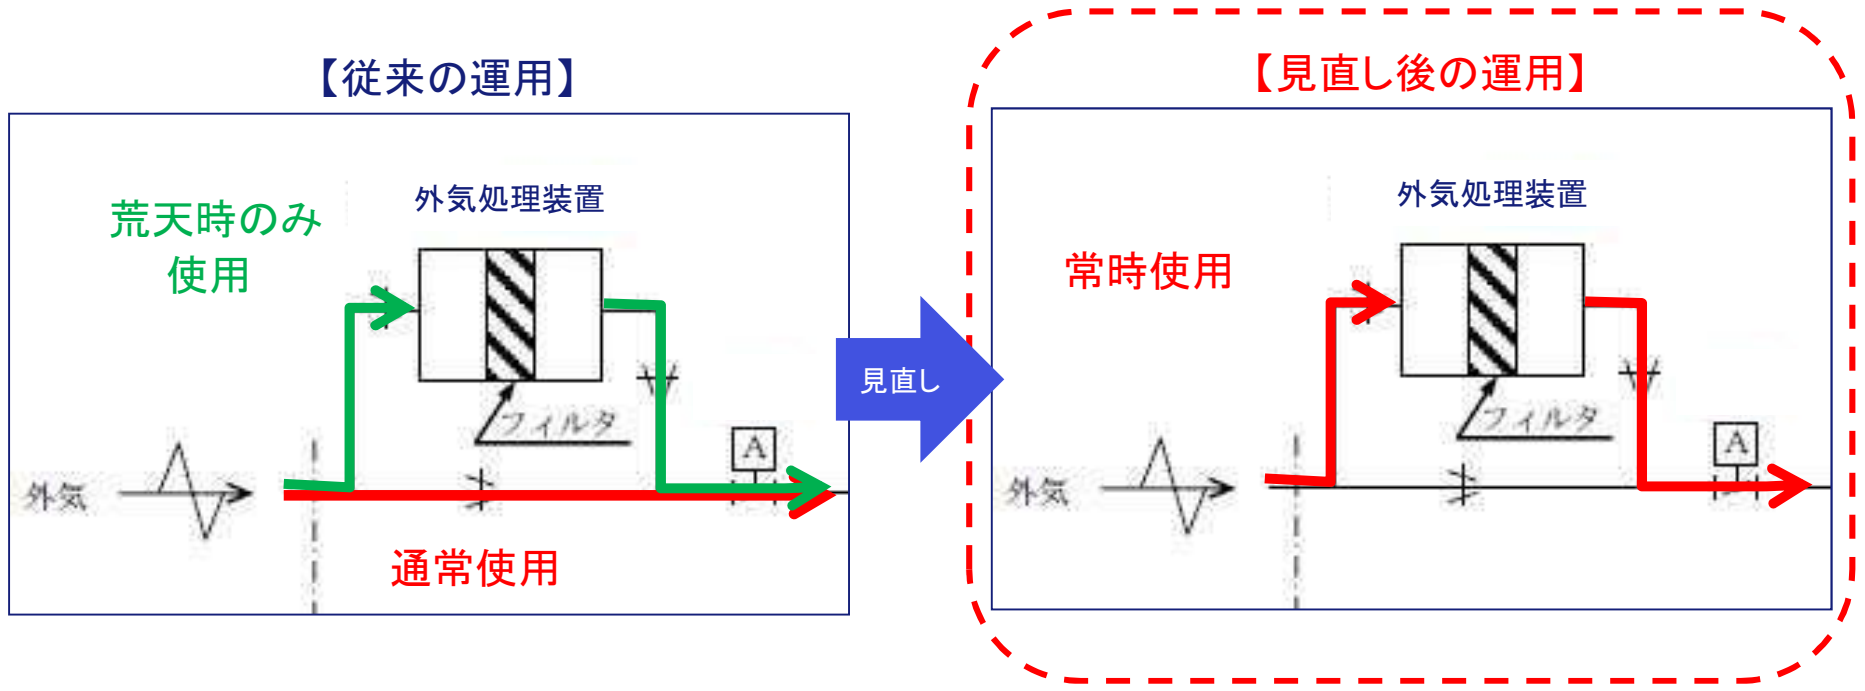 【従来の運用】
荒天時のみ
使用
外気処理装置
フィルタ
A
外気
通常使用
見直し
【見直し後の運用】
外気処理装置
常時使用
フィルタ
A
外気